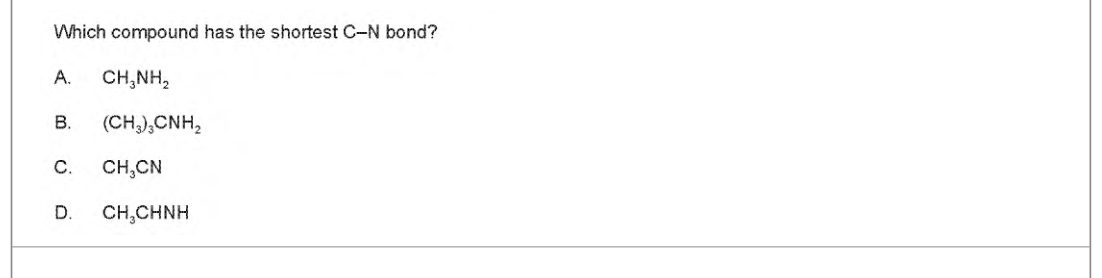 Which compound has the shortest C–N bond?
A. CH₃NH₂
B. (CH₃)₃CNH₂
C. CH₃CN
D. CH₃CHNH